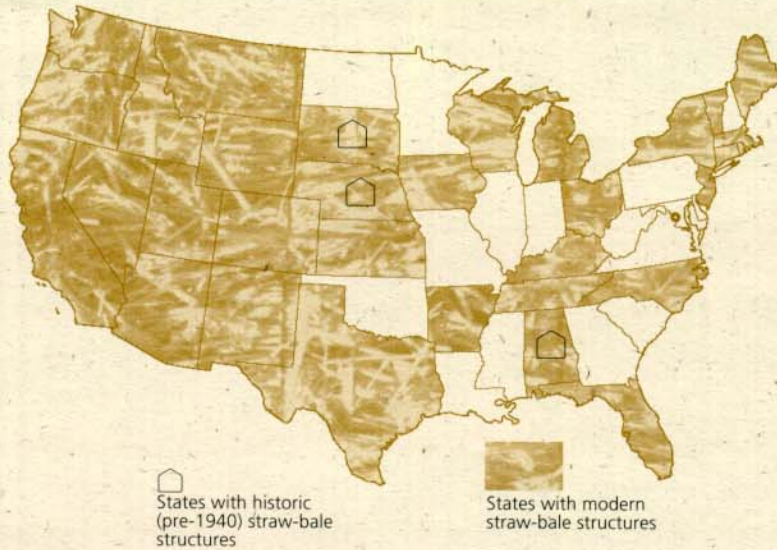 States with historic
(pre-1940) straw-bale
structures
States with modern
straw-bale structures